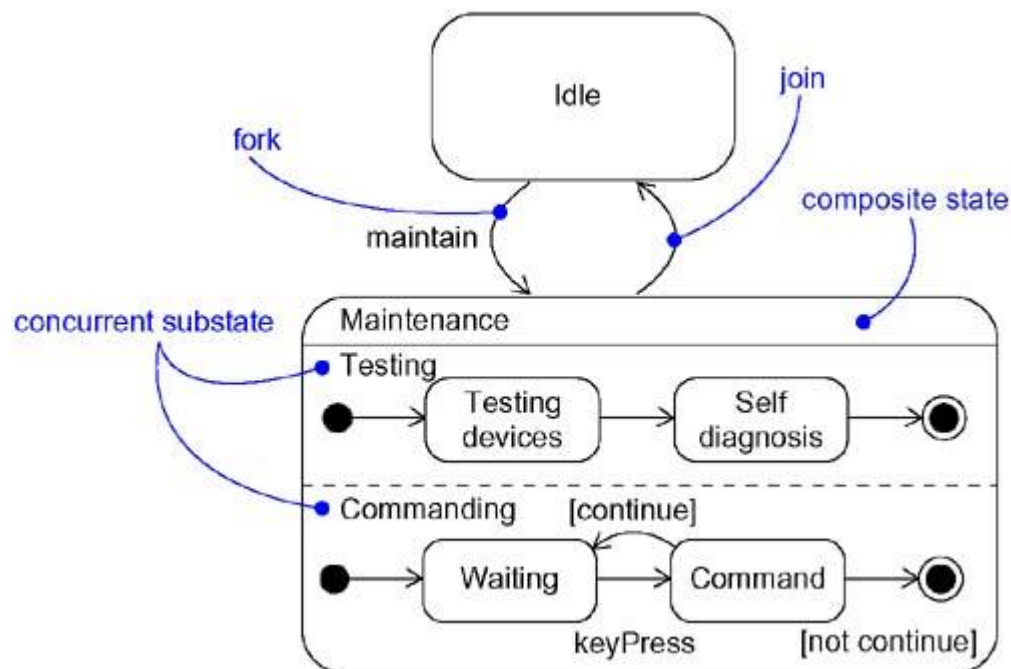 Idle
join
fork
composite state
maintain
concurrent substate
Maintenance
Testing
Testing
devices
Self
diagnosis
Commanding
[continue]
Waiting
Command
keyPress
[not continue]